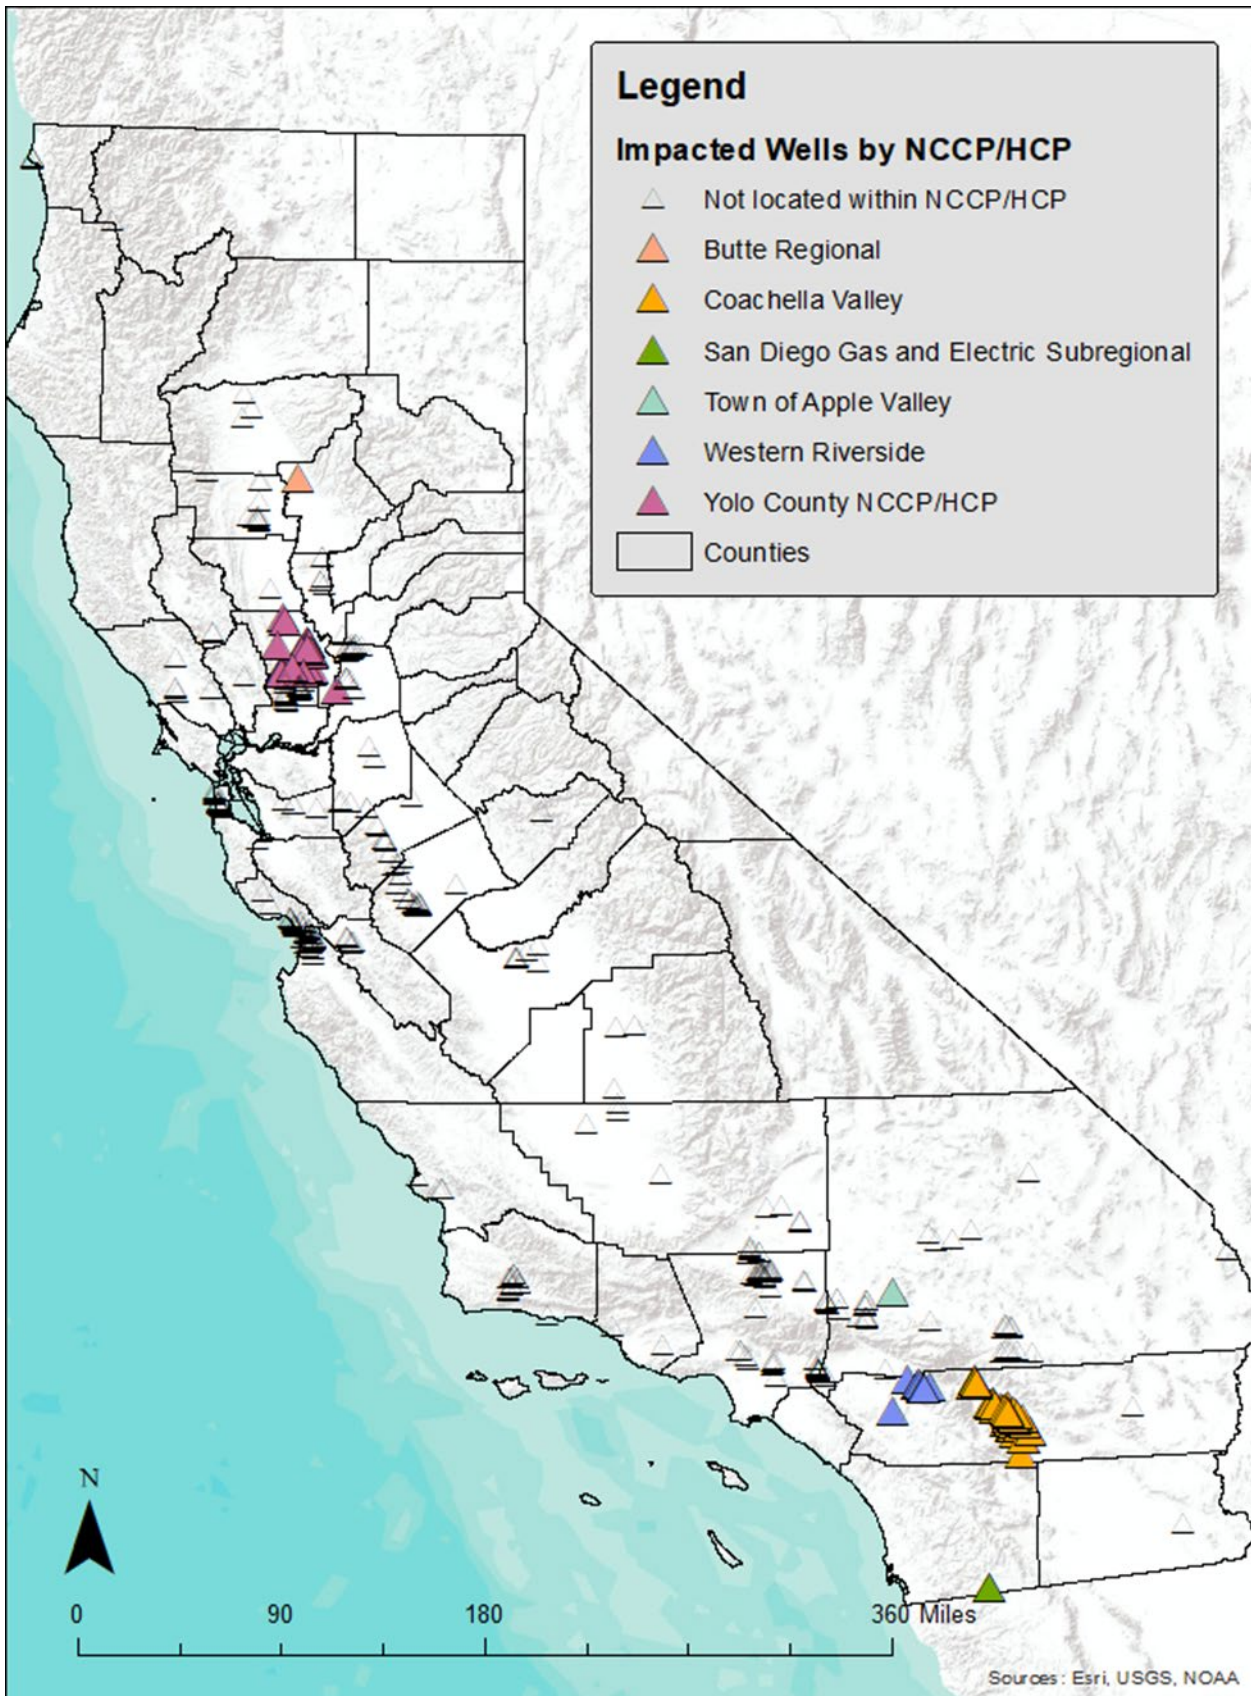 Legend
Impacted Wells by NCCP/HCP
Not located within NCCP/HCP
Butte Regional
Coachella Valley
San Diego Gas and Electric Subregional
Town of Apple Valley
Western Riverside
Yolo County NCCP/HCP
Counties
N
0 90 180 360 Miles
Sources: Esri, USGS, NOAA